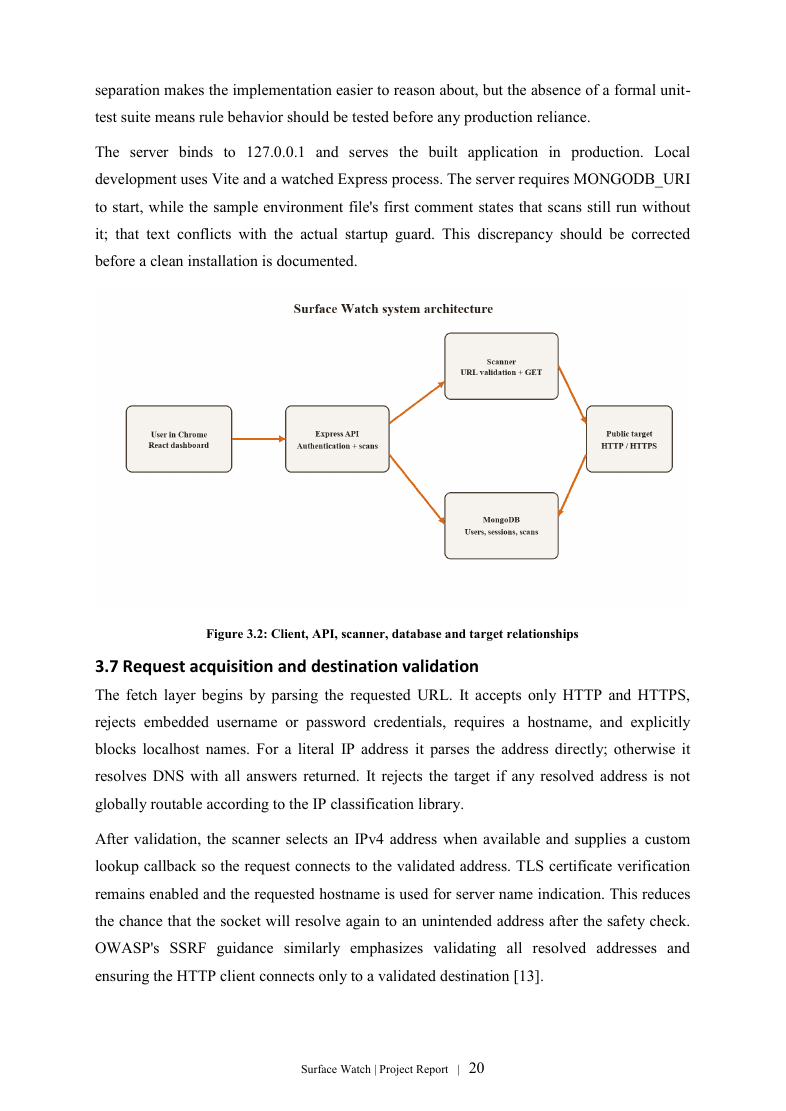 separation makes the implementation easier to reason about, but the absence of a formal unit-
test suite means rule behavior should be tested before any production reliance.
The server binds to 127.0.0.1 and serves the built application in production. Local
development uses Vite and a watched Express process. The server requires MONGODB_URI
to start, while the sample environment file's first comment states that scans still run without
it; that text conflicts with the actual startup guard. This discrepancy should be corrected
before a clean installation is documented.
Surface Watch system architecture
Scanner
URL validation + GET
User in Chrome
React dashboard
Express API
Authentication + scans
Public target
HTTP / HTTPS
MongoDB
Users, sessions, scans
Figure 3.2: Client, API, scanner, database and target relationships
3.7 Request acquisition and destination validation
The fetch layer begins by parsing the requested URL. It accepts only HTTP and HTTPS,
rejects embedded username or password credentials, requires a hostname, and explicitly
blocks localhost names. For a literal IP address it parses the address directly; otherwise it
resolves DNS with all answers returned. It rejects the target if any resolved address is not
globally routable according to the IP classification library.
After validation, the scanner selects an IPv4 address when available and supplies a custom
lookup callback so the request connects to the validated address. TLS certificate verification
remains enabled and the requested hostname is used for server name indication. This reduces
the chance that the socket will resolve again to an unintended address after the safety check.
OWASP's SSRF guidance similarly emphasizes validating all resolved addresses and
ensuring the HTTP client connects only to a validated destination [13].
Surface Watch | Project Report | 20